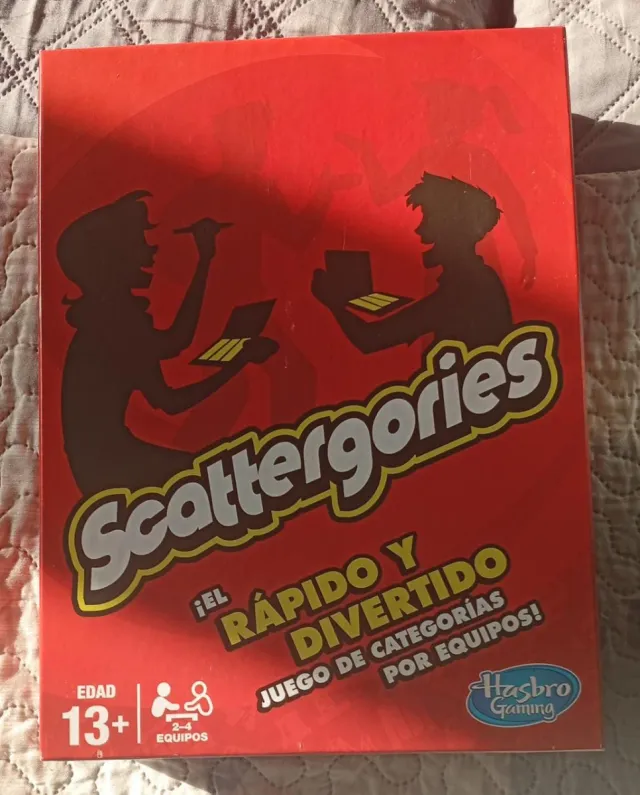 Scattergories
¡EL
RÁPIDO Y
DIVERTIDO
JUEGO DE CATEGORÍAS
POR EQUIPOS!
EDAD
13+
2-4
EQUIPOS
Hasbro
Gaming